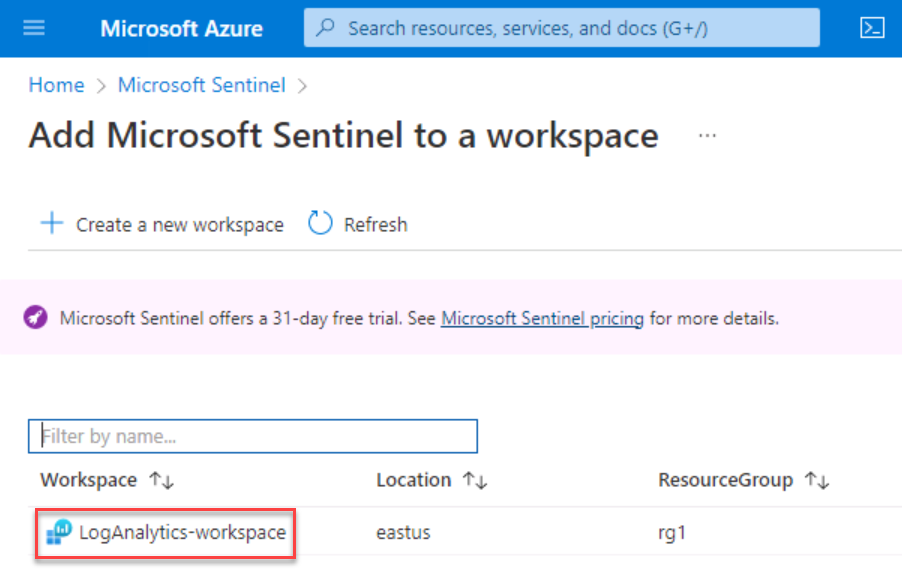 Microsoft Azure Search resources, services, and docs (G+/)
Home > Microsoft Sentinel >
Add Microsoft Sentinel to a workspace ...
Create a new workspace Refresh
Microsoft Sentinel offers a 31-day free trial. See Microsoft Sentinel pricing for more details.
Filter by name...
Workspace ↑↓ Location ↑↓ ResourceGroup ↑↓
LogAnalytics-workspace eastus rg1